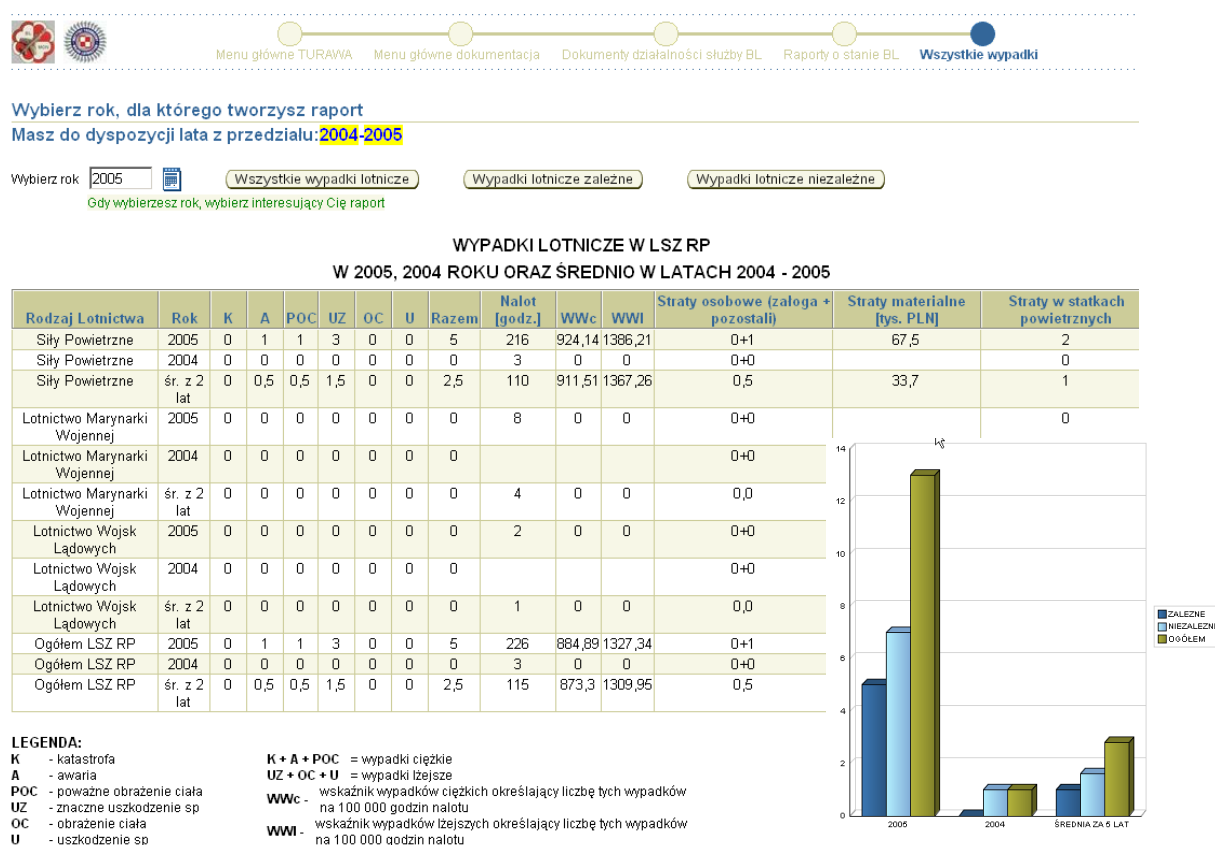 Menu główne TURAWA Menu główne dokumentacja Dokumenty działalności służby BL Raporty o stanie BL Wszystkie wypadki
Wybierz rok, dla którego tworzysz raport
Masz do dyspozycji lata z przedziału:2004-2005
Wybierz rok 2005 Wszystkie wypadki lotnicze Wypadki lotnicze zależne Wypadki lotnicze niezależne
Gdy wybierzesz rok, wybierz interesujący Cię raport
WYPADKI LOTNICZE W LSZ RP
W 2005, 2004 ROKU ORAZ ŚREDNIO W LATACH 2004 - 2005
Rodzaj Lotnictwa Rok K A POC UZ OC U Razem Nalot [godz.] WWc WWl Straty osobowe (załoga + pozostali) Straty materialne [tys. PLN] Straty w statkach powietrznych
Siły Powietrzne 2005 0 1 1 3 0 0 5 216 924,14 1386,21 0+1 67,5 2
Siły Powietrzne 2004 0 0 0 0 0 0 0 3 0 0 0+0 0
Siły Powietrzne śr. z 2 lat 0 0,5 0,5 1,5 0 0 2,5 110 911,51 1367,26 0,5 33,7 1
Lotnictwo Marynarki Wojennej 2005 0 0 0 0 0 0 0 8 0 0 0+0 0
Lotnictwo Marynarki Wojennej 2004 0 0 0 0 0 0 0 0+0
Lotnictwo Marynarki Wojennej śr. z 2 lat 0 0 0 0 0 0 0 4 0 0 0,0
Lotnictwo Wojsk Lądowych 2005 0 0 0 0 0 0 0 2 0 0 0+0
Lotnictwo Wojsk Lądowych 2004 0 0 0 0 0 0 0 0+0
Lotnictwo Wojsk Lądowych śr. z 2 lat 0 0 0 0 0 0 0 1 0 0 0,0
Ogółem LSZ RP 2005 0 1 1 3 0 0 5 226 884,89 1327,34 0+1
Ogółem LSZ RP 2004 0 0 0 0 0 0 0 3 0 0 0+0
Ogółem LSZ RP śr. z 2 lat 0 0,5 0,5 1,5 0 0 2,5 115 873,3 1309,95 0,5
14
12
10
8
6
4
2
0
2005 2004 ŚREDNIA ZA 5 LAT
ZALEZNE
NIEZALEZNE
OGÓŁEM
LEGENDA:
K - katastrofa K + A + POC = wypadki ciężkie
A - awaria UZ + OC + U = wypadki lżejsze
POC - poważne obrażenie ciała
UZ - znaczne uszkodzenie sp
OC - obrażenie ciała
U - uszkodzenie sp
WWc - wskaźnik wypadków ciężkich określający liczbę tych wypadków
na 100 000 godzin nalotu
WWl - wskaźnik wypadków lżejszych określający liczbę tych wypadków
na 100 000 godzin nalotu